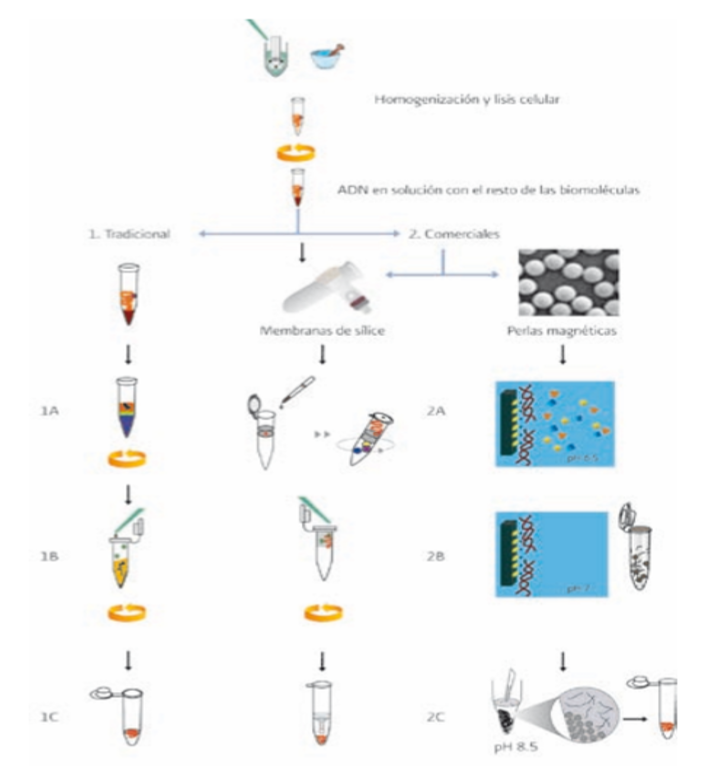 Homogenización y lisis celular
ADN en solución con el resto de las biomoléculas
1. Tradicional
2. Comerciales
Membranas de sílice
Perlas magnéticas
1A
2A
pH 6.5
1B
2B
pH 7
1C
2C
pH 8.5